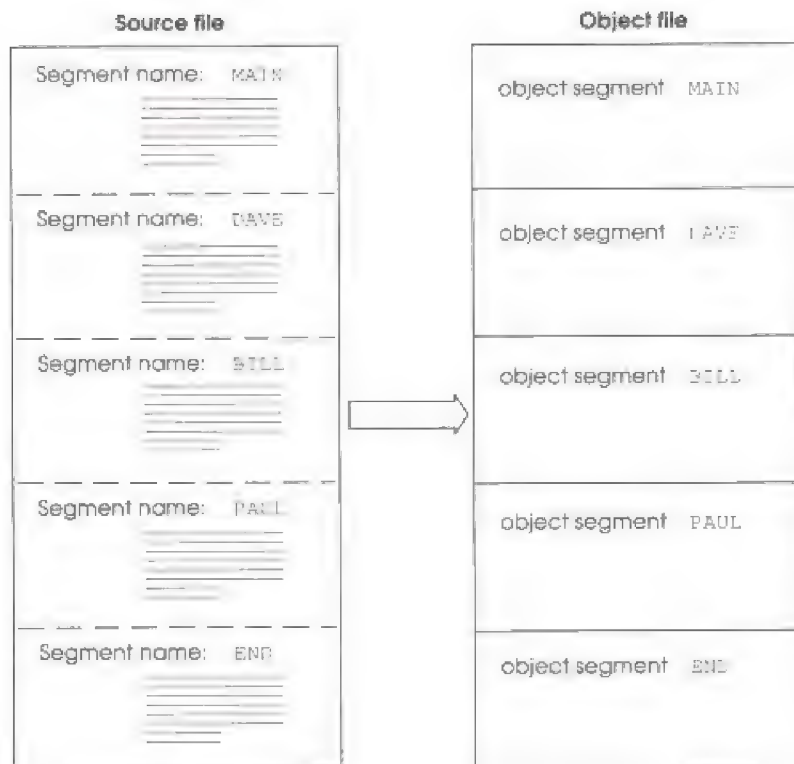 Source file
Segment name: MAIN
Segment name: DAVE
Segment name: BILL
Segment name: PAUL
Segment name: END
Object file
object segment MAIN
object segment DAVE
object segment BILL
object segment PAUL
object segment END